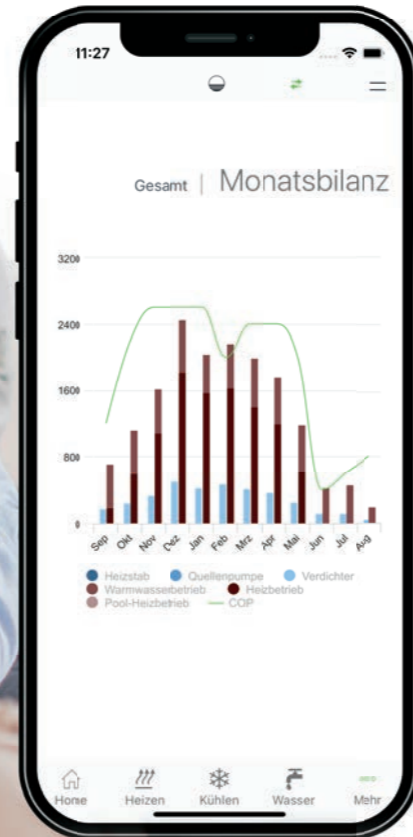 11:27
Gesamt | Monatsbilanz
3200
2400
1600
800
0
Sep Okt Nov Dez Jan Feb Mrz Apr Mai Jun Jul Aug
Heizstab Quellenpumpe Verdichter
Warmwasserbetrieb Heizbetrieb
Pool-Heizbetrieb COP
Home Heizen Kühlen Wasser Mehr